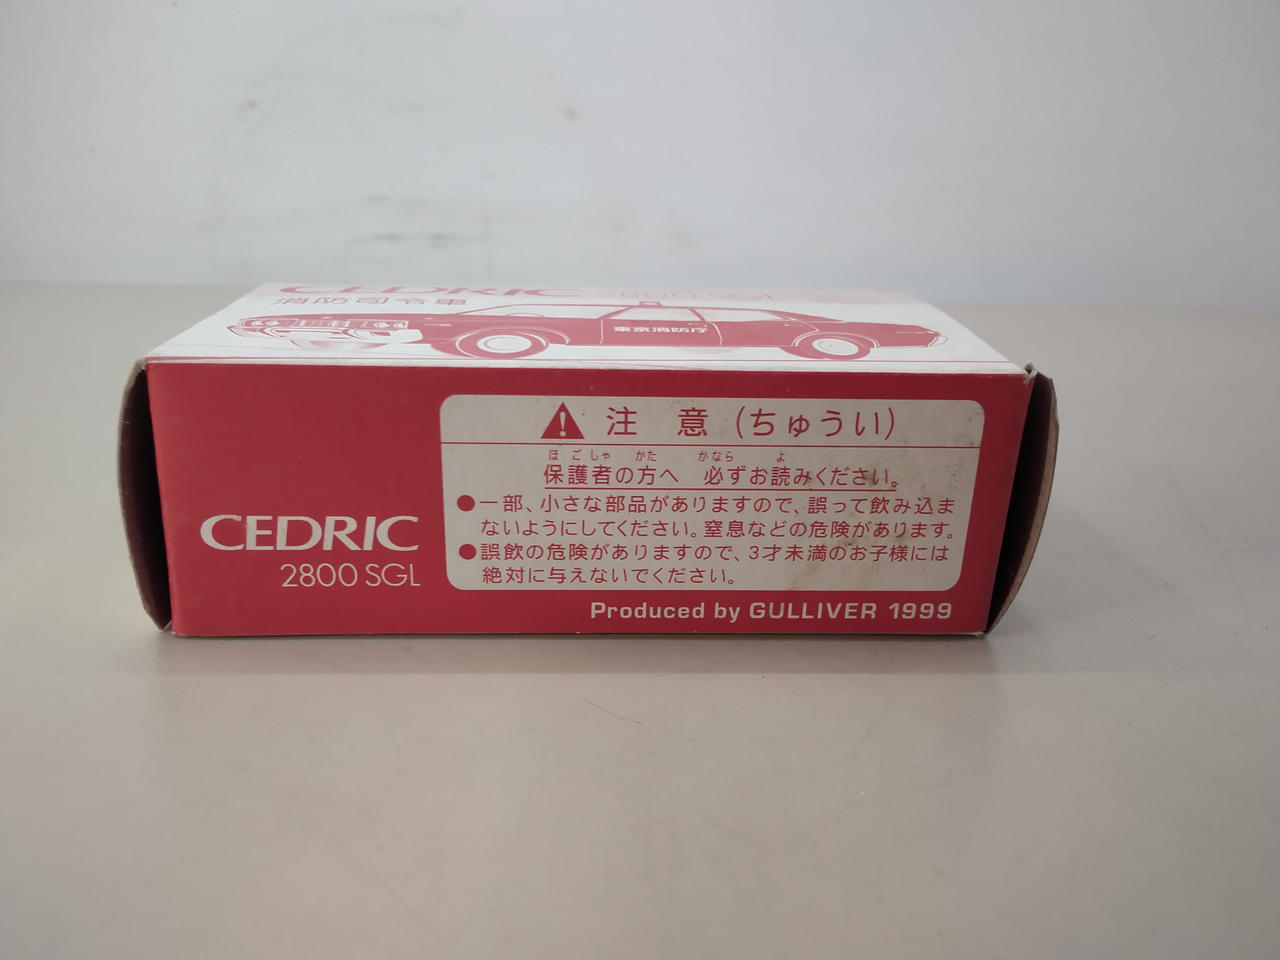 CEDRIC 2800 SGL
消防司令車
東京消防庁
CEDRIC
2800 SGL
注 意 (ちゅうい)
ほ ご しゃ かた かなら よ
保護者の方へ 必ずお読みください。
●一部、小さな部品がありますので、誤って飲み込ま
ないようにしてください。窒息などの危険があります。
●誤飲の危険がありますので、3才未満のお子様には
絶対に与えないでください。
Produced by GULLIVER 1999